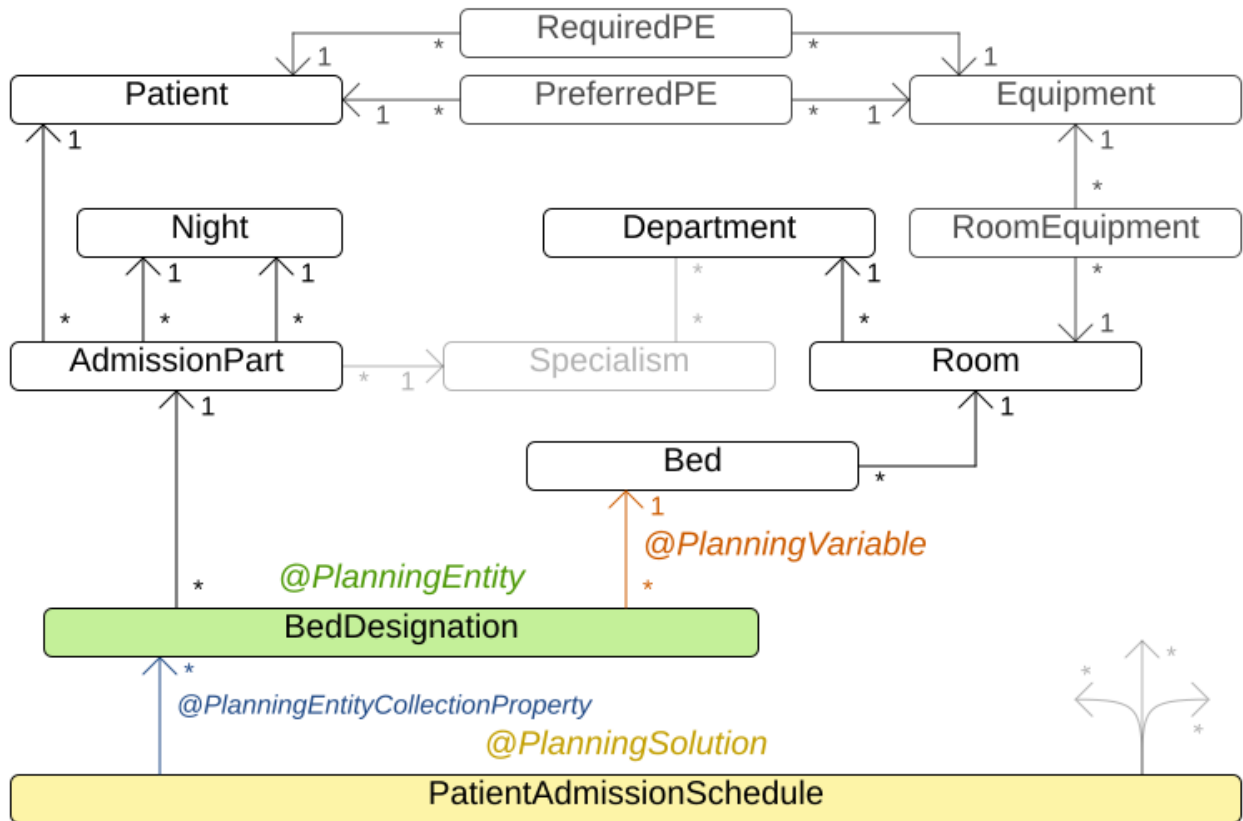 RequiredPE
* *
1 1
Patient PreferredPE Equipment
1 * * 1
1 1
*
Night Department RoomEquipment
1 1 * 1 *
* * * * * 1
AdmissionPart Specialism Room
* 1
1 1
Bed
*
1
@PlanningVariable
@PlanningEntity
* *
BedDesignation
* * *
@PlanningEntityCollectionProperty
*
@PlanningSolution
PatientAdmissionSchedule